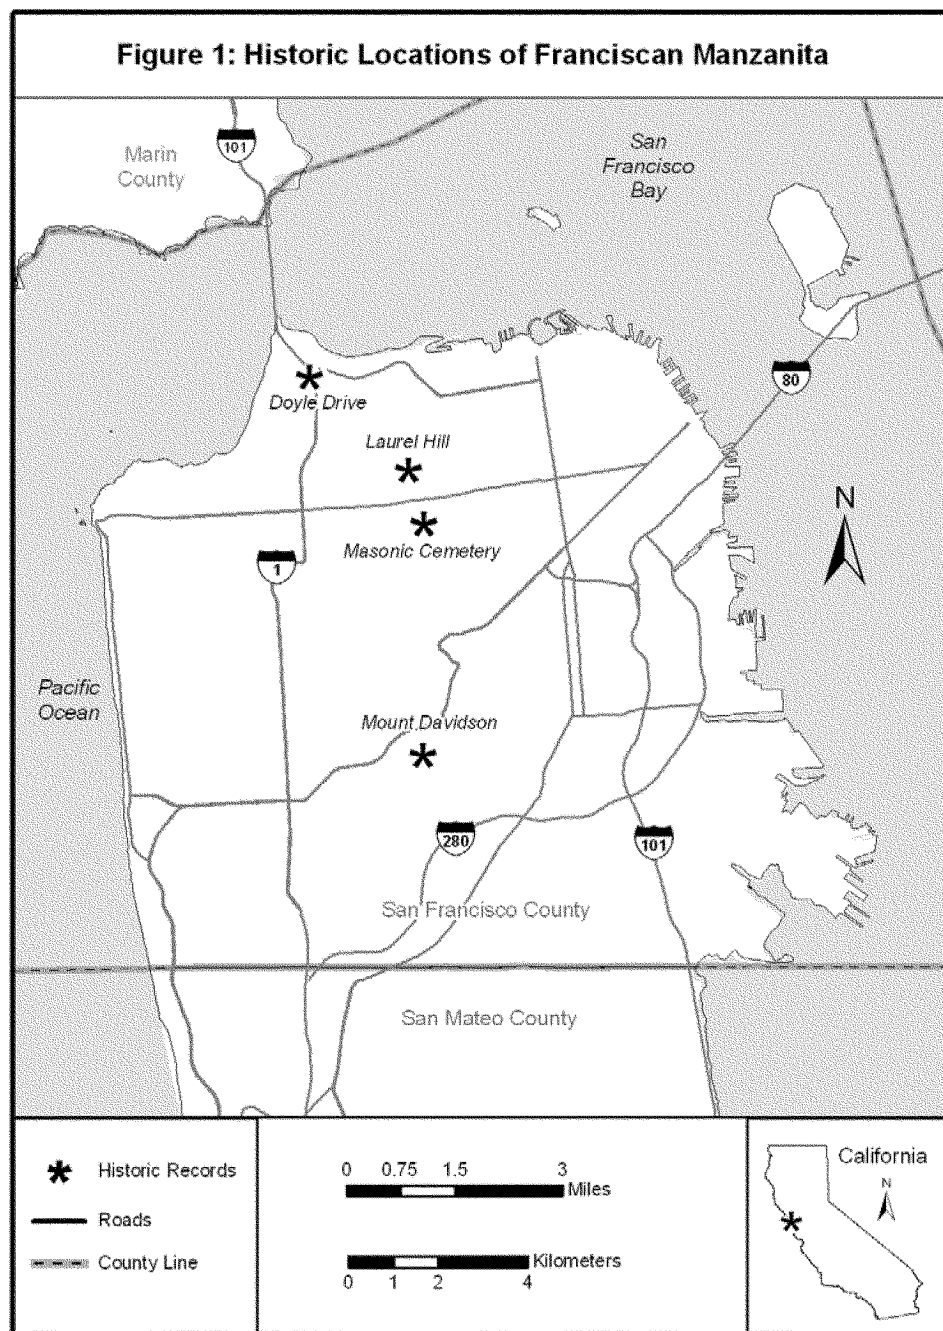 Figure 1: Historic Locations of Franciscan Manzanita
101
Marin
County
San
Francisco
Bay
80
Doyle Drive
Laurel Hill
N
Masonic Cemetery
1
Pacific
Ocean
Mount Davidson
280
101
San Francisco County
San Mateo County
Historic Records
Roads
County Line
0 0.75 1.5 3
Miles
Kilometers
0 1 2 4
California
N